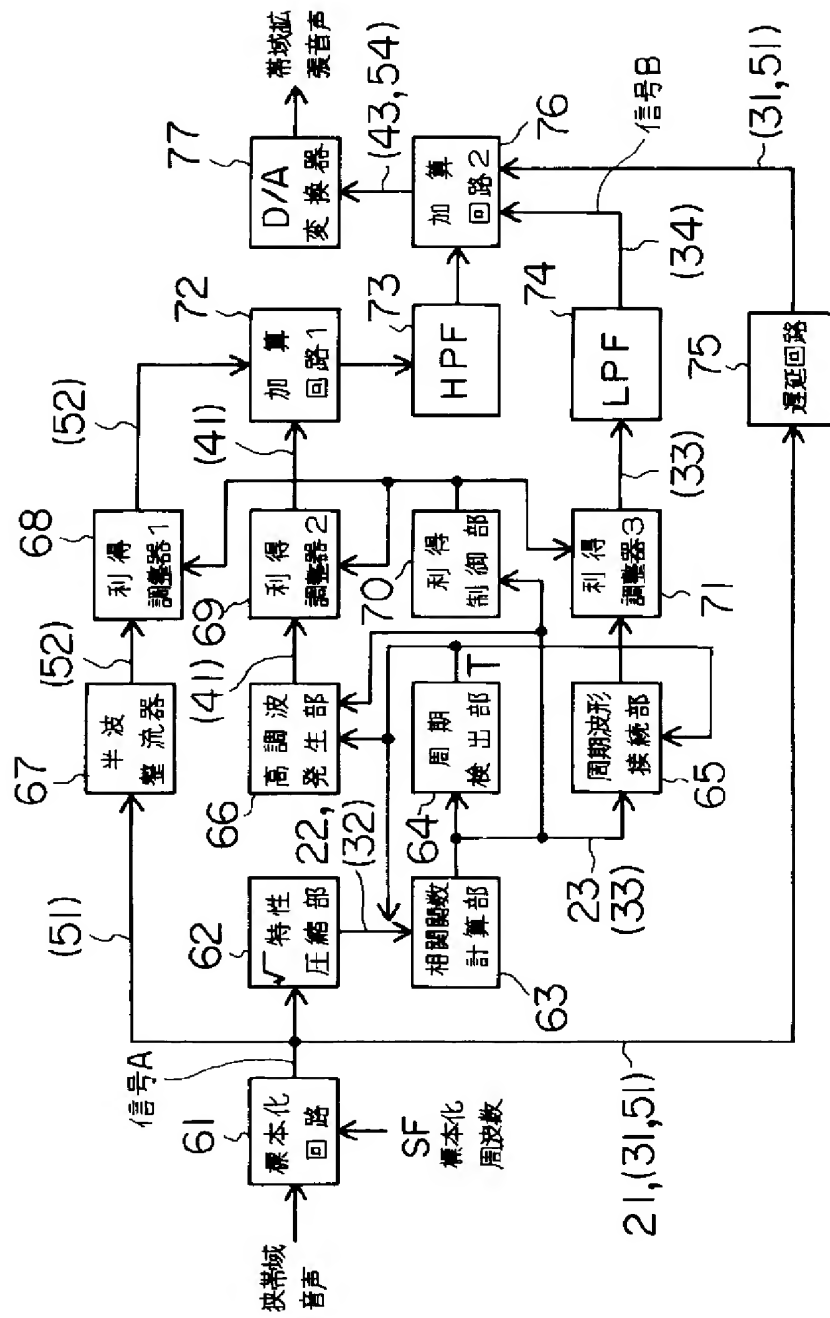 狭帯域
音声
標本化
回路
61
SF
標本化
周波数
信号A
(51)
21,(31,51)
√特性
圧縮部
62
22,
(32)
相関関数
計算部
63
23
(33)
半波
整流器
67
(52)
高調波
発生部
66
(41)
周期
検出部
64
T
周期波形
接続部
65
利得
調整器1
68
(52)
利得
調整器2
69
(41)
利得
制御部
70
利得
調整器3
71
(33)
加算
回路1
72
HPF
73
LPF
74
(34)
遅延回路
75
(31,51)
信号B
加算
回路2
76
(43,54)
D/A
変換器
77
帯域拡
張音声